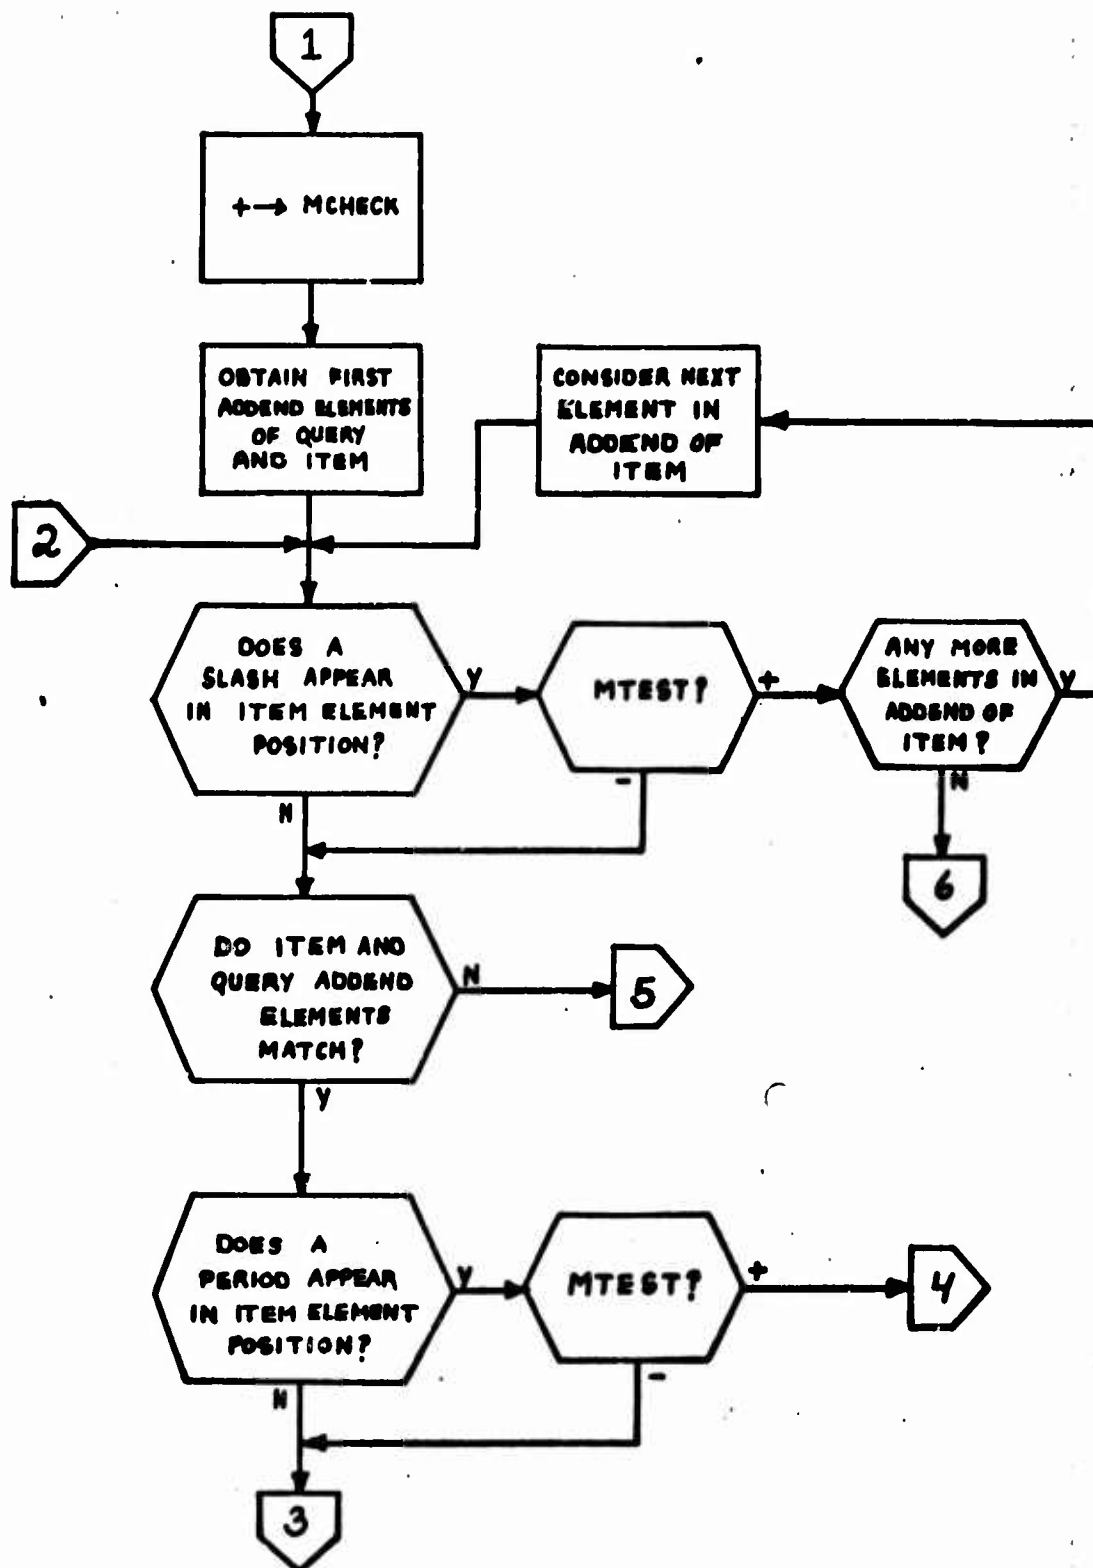 1
+→ MCHECK
OBTAIN FIRST
ADDEND ELEMENTS
OF QUERY
AND ITEM
CONSIDER NEXT
ELEMENT IN
ADDEND OF
ITEM
2
DOES A
SLASH APPEAR
IN ITEM ELEMENT
POSITION?
Y
N
MTEST?
+
-
ANY MORE
ELEMENTS IN
ADDEND OF
ITEM?
Y
N
6
DO ITEM AND
QUERY ADDEND
ELEMENTS
MATCH?
N
Y
5
DOES A
PERIOD APPEAR
IN ITEM ELEMENT
POSITION?
Y
N
MTEST?
+
-
4
3